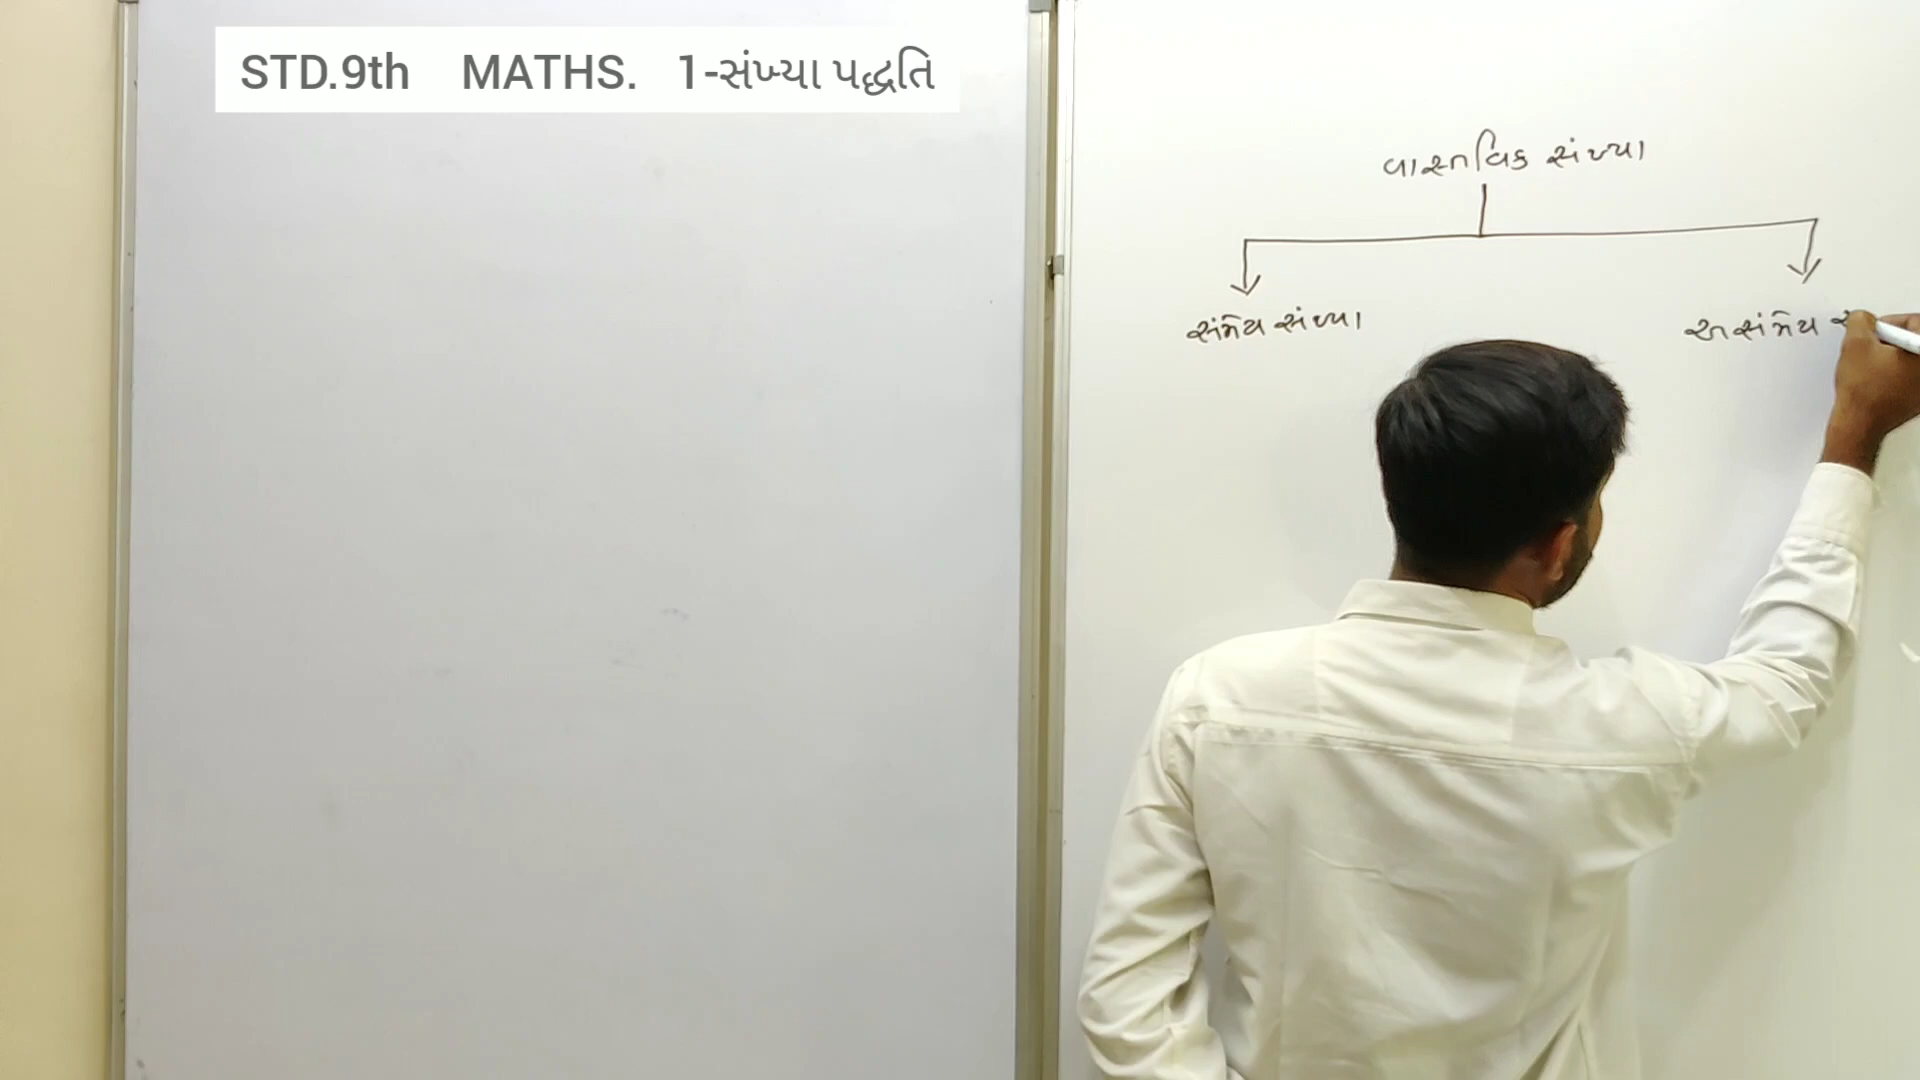 STD.9th MATHS. 1-સંખ્યા પદ્ધતિ
વાસ્તવિક સંખ્યા
સંમેય સંખ્યા
અસંમેય